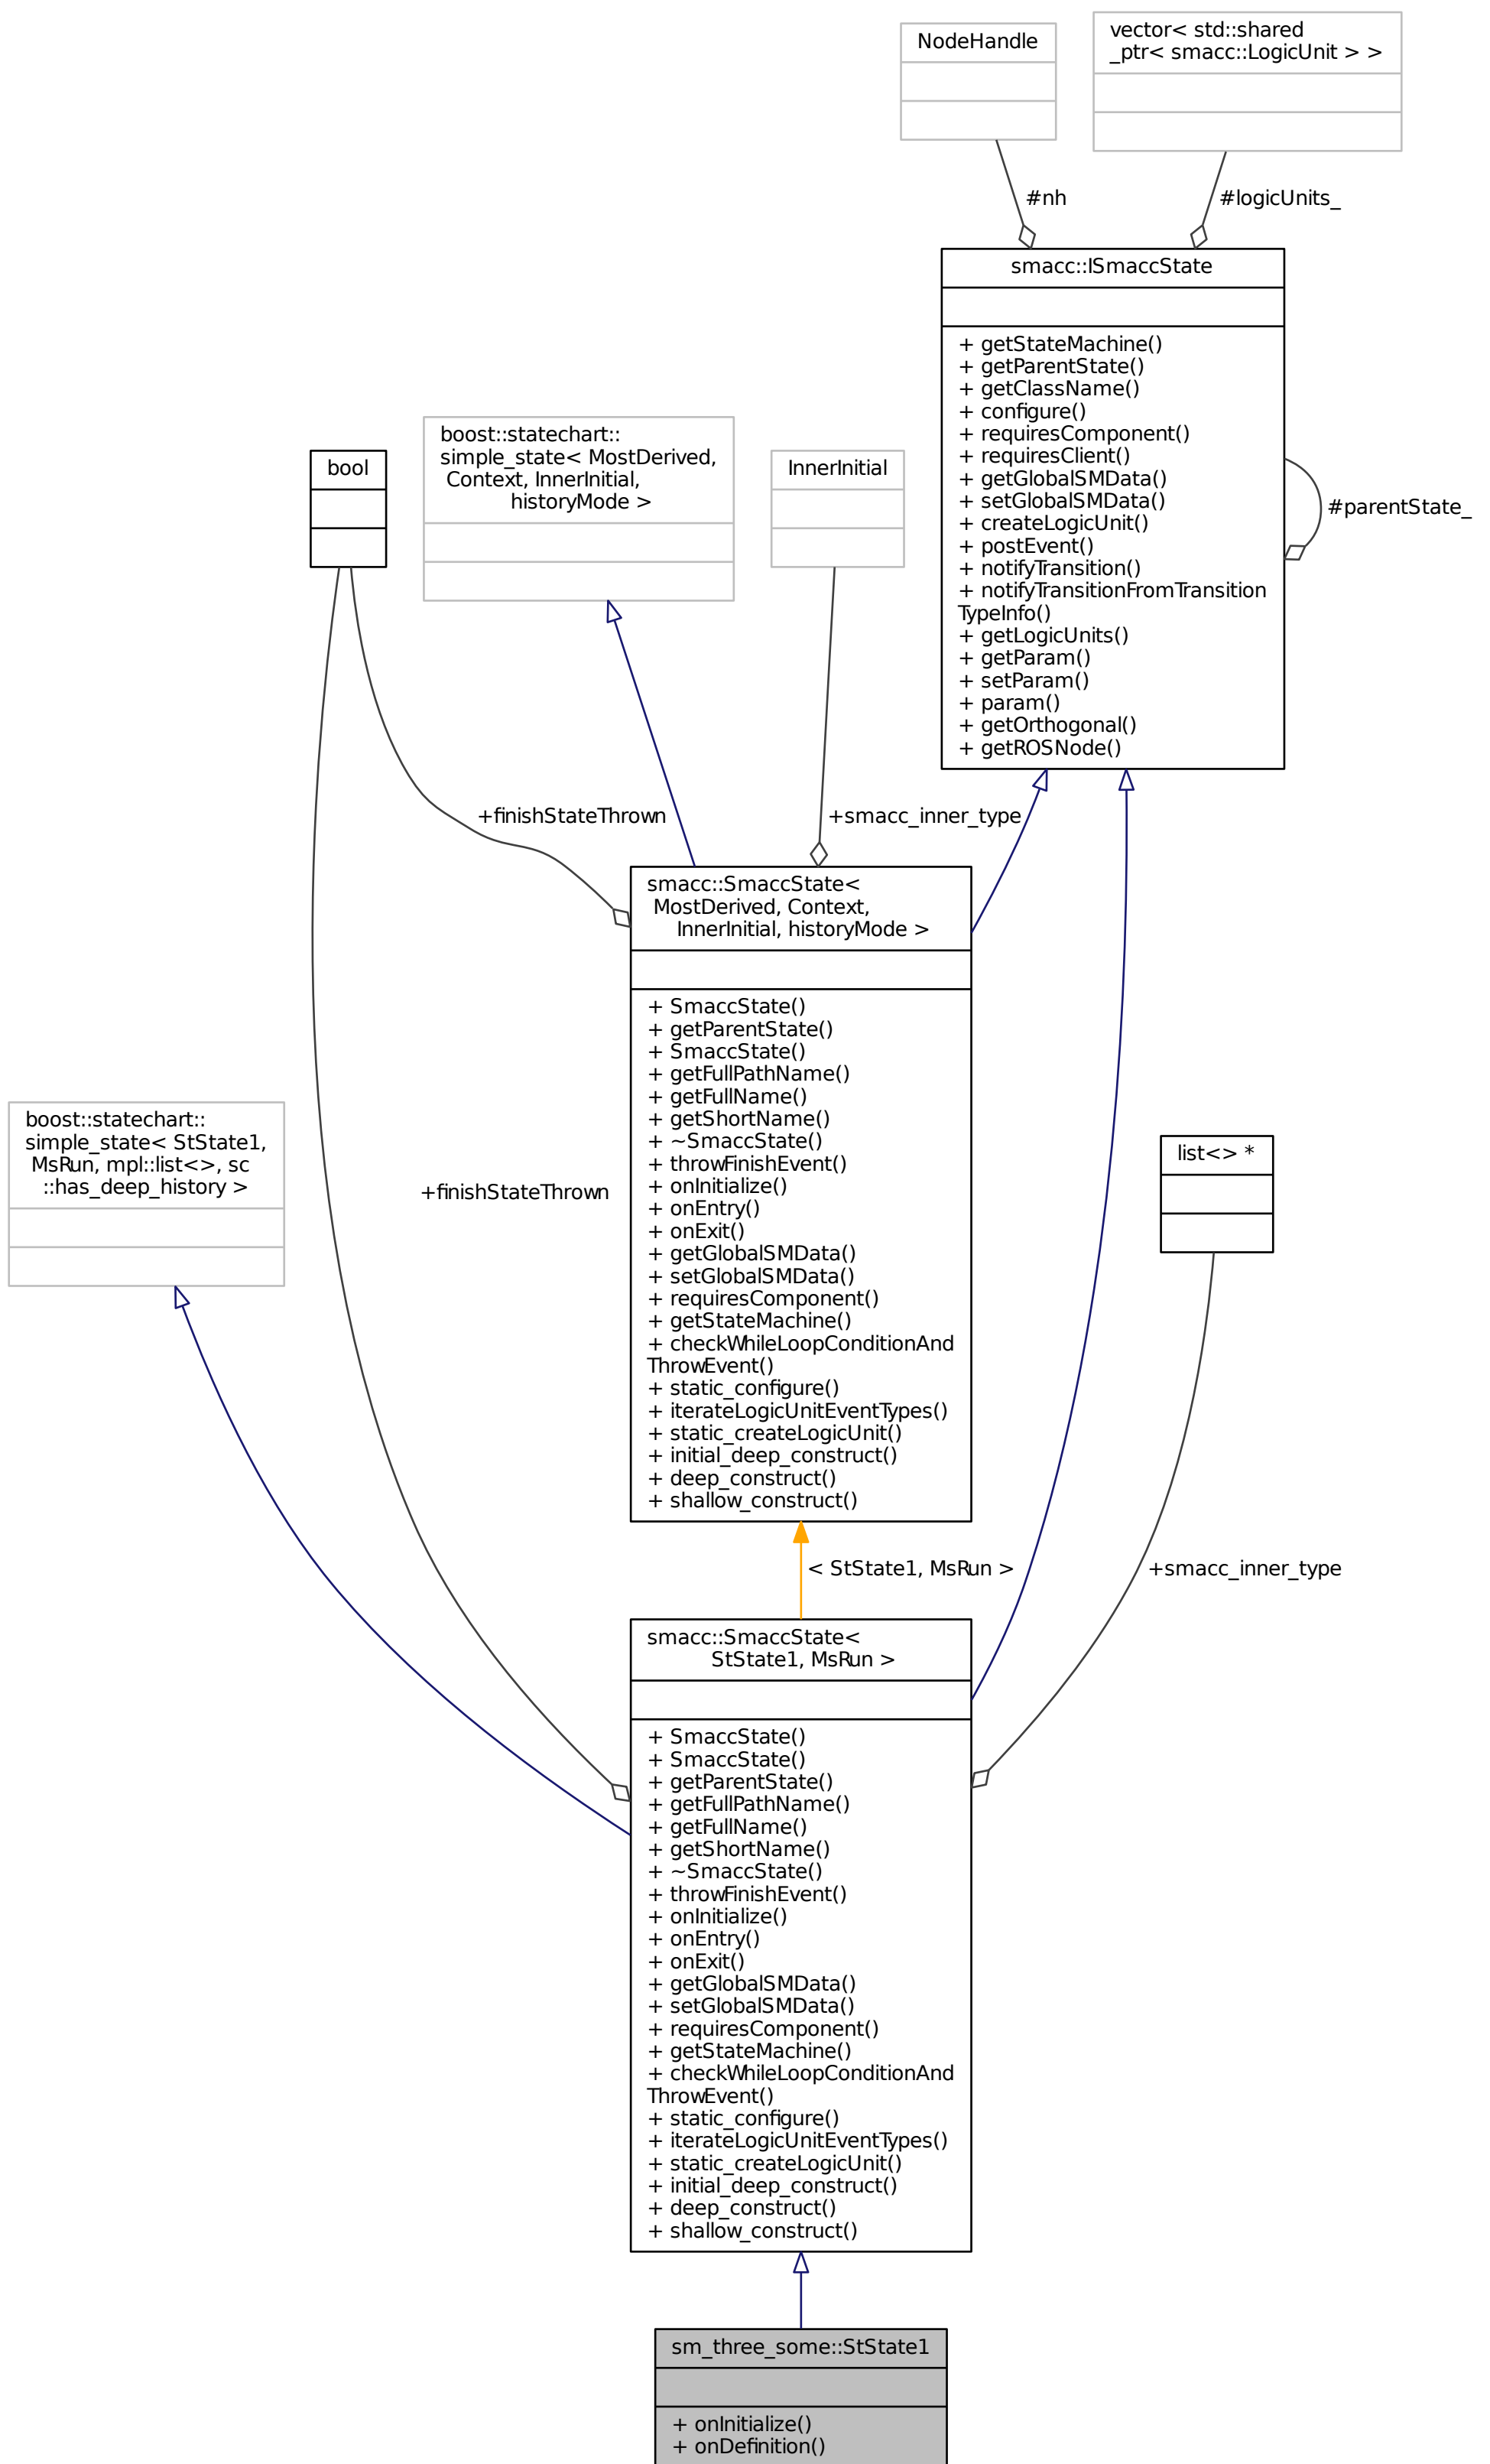 NodeHandle
vector< std::shared
_ptr< smacc::LogicUnit > >
#nh
#logicUnits_
smacc::ISmaccState
+ getStateMachine()
+ getParentState()
+ getClassName()
+ configure()
+ requiresComponent()
+ requiresClient()
+ getGlobalSMData()
+ setGlobalSMData()
+ createLogicUnit()
+ postEvent()
+ notifyTransition()
+ notifyTransitionFromTransition
TypeInfo()
+ getLogicUnits()
+ getParam()
+ setParam()
+ param()
+ getOrthogonal()
+ getROSNode()
#parentState_
bool
boost::statechart::
simple_state< MostDerived,
Context, InnerInitial,
historyMode >
InnerInitial
+finishStateThrown
+smacc_inner_type
smacc::SmaccState<
MostDerived, Context,
InnerInitial, historyMode >
+ SmaccState()
+ getParentState()
+ SmaccState()
+ getFullPathName()
+ getFullName()
+ getShortName()
+ ~SmaccState()
+ throwFinishEvent()
+ onInitialize()
+ onEntry()
+ onExit()
+ getGlobalSMData()
+ setGlobalSMData()
+ requiresComponent()
+ getStateMachine()
+ checkWhileLoopConditionAnd
ThrowEvent()
+ static_configure()
+ iterateLogicUnitEventTypes()
+ static_createLogicUnit()
+ initial_deep_construct()
+ deep_construct()
+ shallow_construct()
boost::statechart::
simple_state< StState1,
MsRun, mpl::list<>, sc
::has_deep_history >
+finishStateThrown
list<> *
< StState1, MsRun >
+smacc_inner_type
smacc::SmaccState<
StState1, MsRun >
+ SmaccState()
+ SmaccState()
+ getParentState()
+ getFullPathName()
+ getFullName()
+ getShortName()
+ ~SmaccState()
+ throwFinishEvent()
+ onInitialize()
+ onEntry()
+ onExit()
+ getGlobalSMData()
+ setGlobalSMData()
+ requiresComponent()
+ getStateMachine()
+ checkWhileLoopConditionAnd
ThrowEvent()
+ static_configure()
+ iterateLogicUnitEventTypes()
+ static_createLogicUnit()
+ initial_deep_construct()
+ deep_construct()
+ shallow_construct()
sm_three_some::StState1
+ onInitialize()
+ onDefinition()